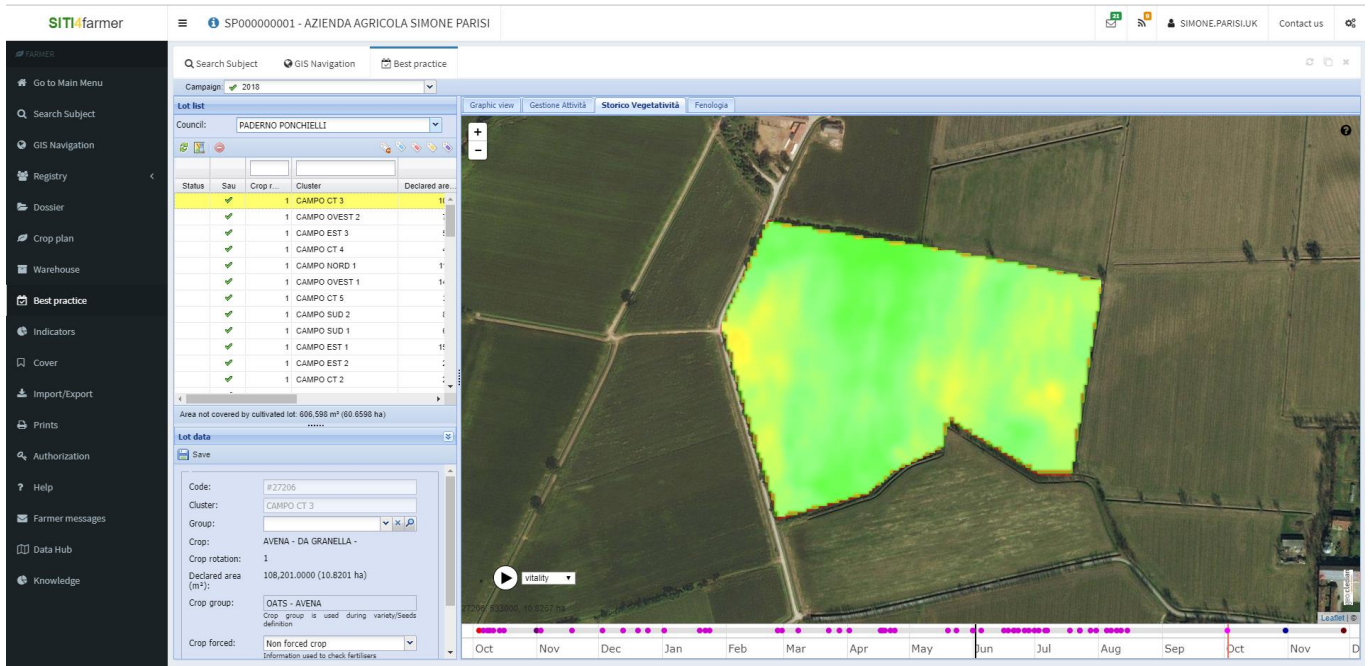 SITI4farmer
SP000000001 - AZIENDA AGRICOLA SIMONE PARISI
21
SIMONE.PARISI.UK
Contact us
FARMER
Go to Main Menu
Search Subject
GIS Navigation
Registry
Dossier
Crop plan
Warehouse
Best practice
Indicators
Cover
Import/Export
Prints
Authorization
Help
Farmer messages
Data Hub
Knowledge
Search Subject GIS Navigation Best practice
Campaign: 2018
Lot list
Council: PADERNO PONCHIELLI
Status Sau Crop r... Cluster Declared are...
1 CAMPO CT 3
1 CAMPO OVEST 2
1 CAMPO EST 3
1 CAMPO CT 4
1 CAMPO NORD 1
1 CAMPO OVEST 1
1 CAMPO CT 5
1 CAMPO SUD 2
1 CAMPO SUD 1
1 CAMPO EST 1
1 CAMPO EST 2
1 CAMPO CT 2
Area not covered by cultivated lot: 606,598 m² (60.6598 ha)
Lot data
Save
Code: #27206
Cluster: CAMPO CT 3
Group:
Crop: AVENA - DA GRANELLA -
Crop rotation: 1
Declared area (m²): 108,201.0000 (10.8201 ha)
Crop group: OATS - AVENA
Crop group is used during variety/Seeds
definition
Crop forced: Non forced crop
Information used to check fertilisers
Graphic view Gestione Attività Storico Vegetatività Fenologia
+
-
?
vitality
Leaflet | ©
Oct Nov Dec Jan Feb Mar Apr May Jun Jul Aug Sep Oct Nov D